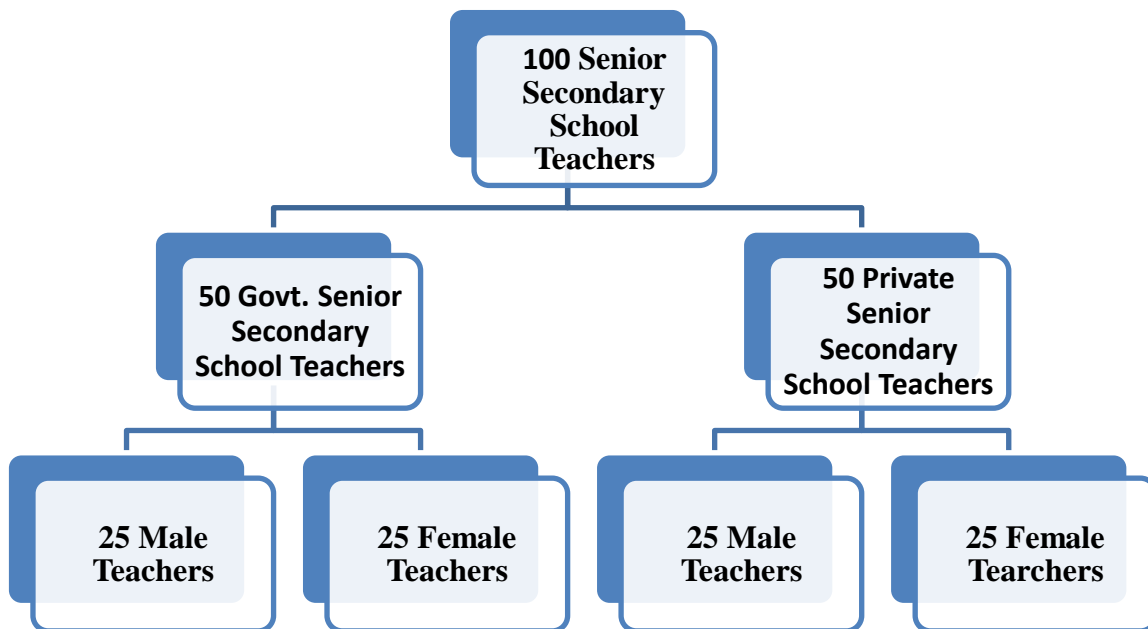 100 Senior
Secondary
School
Teachers
50 Govt. Senior
Secondary
School Teachers
50 Private
Senior
Secondary
School Teachers
25 Male
Teachers
25 Female
Teachers
25 Male
Teachers
25 Female
Tearchers